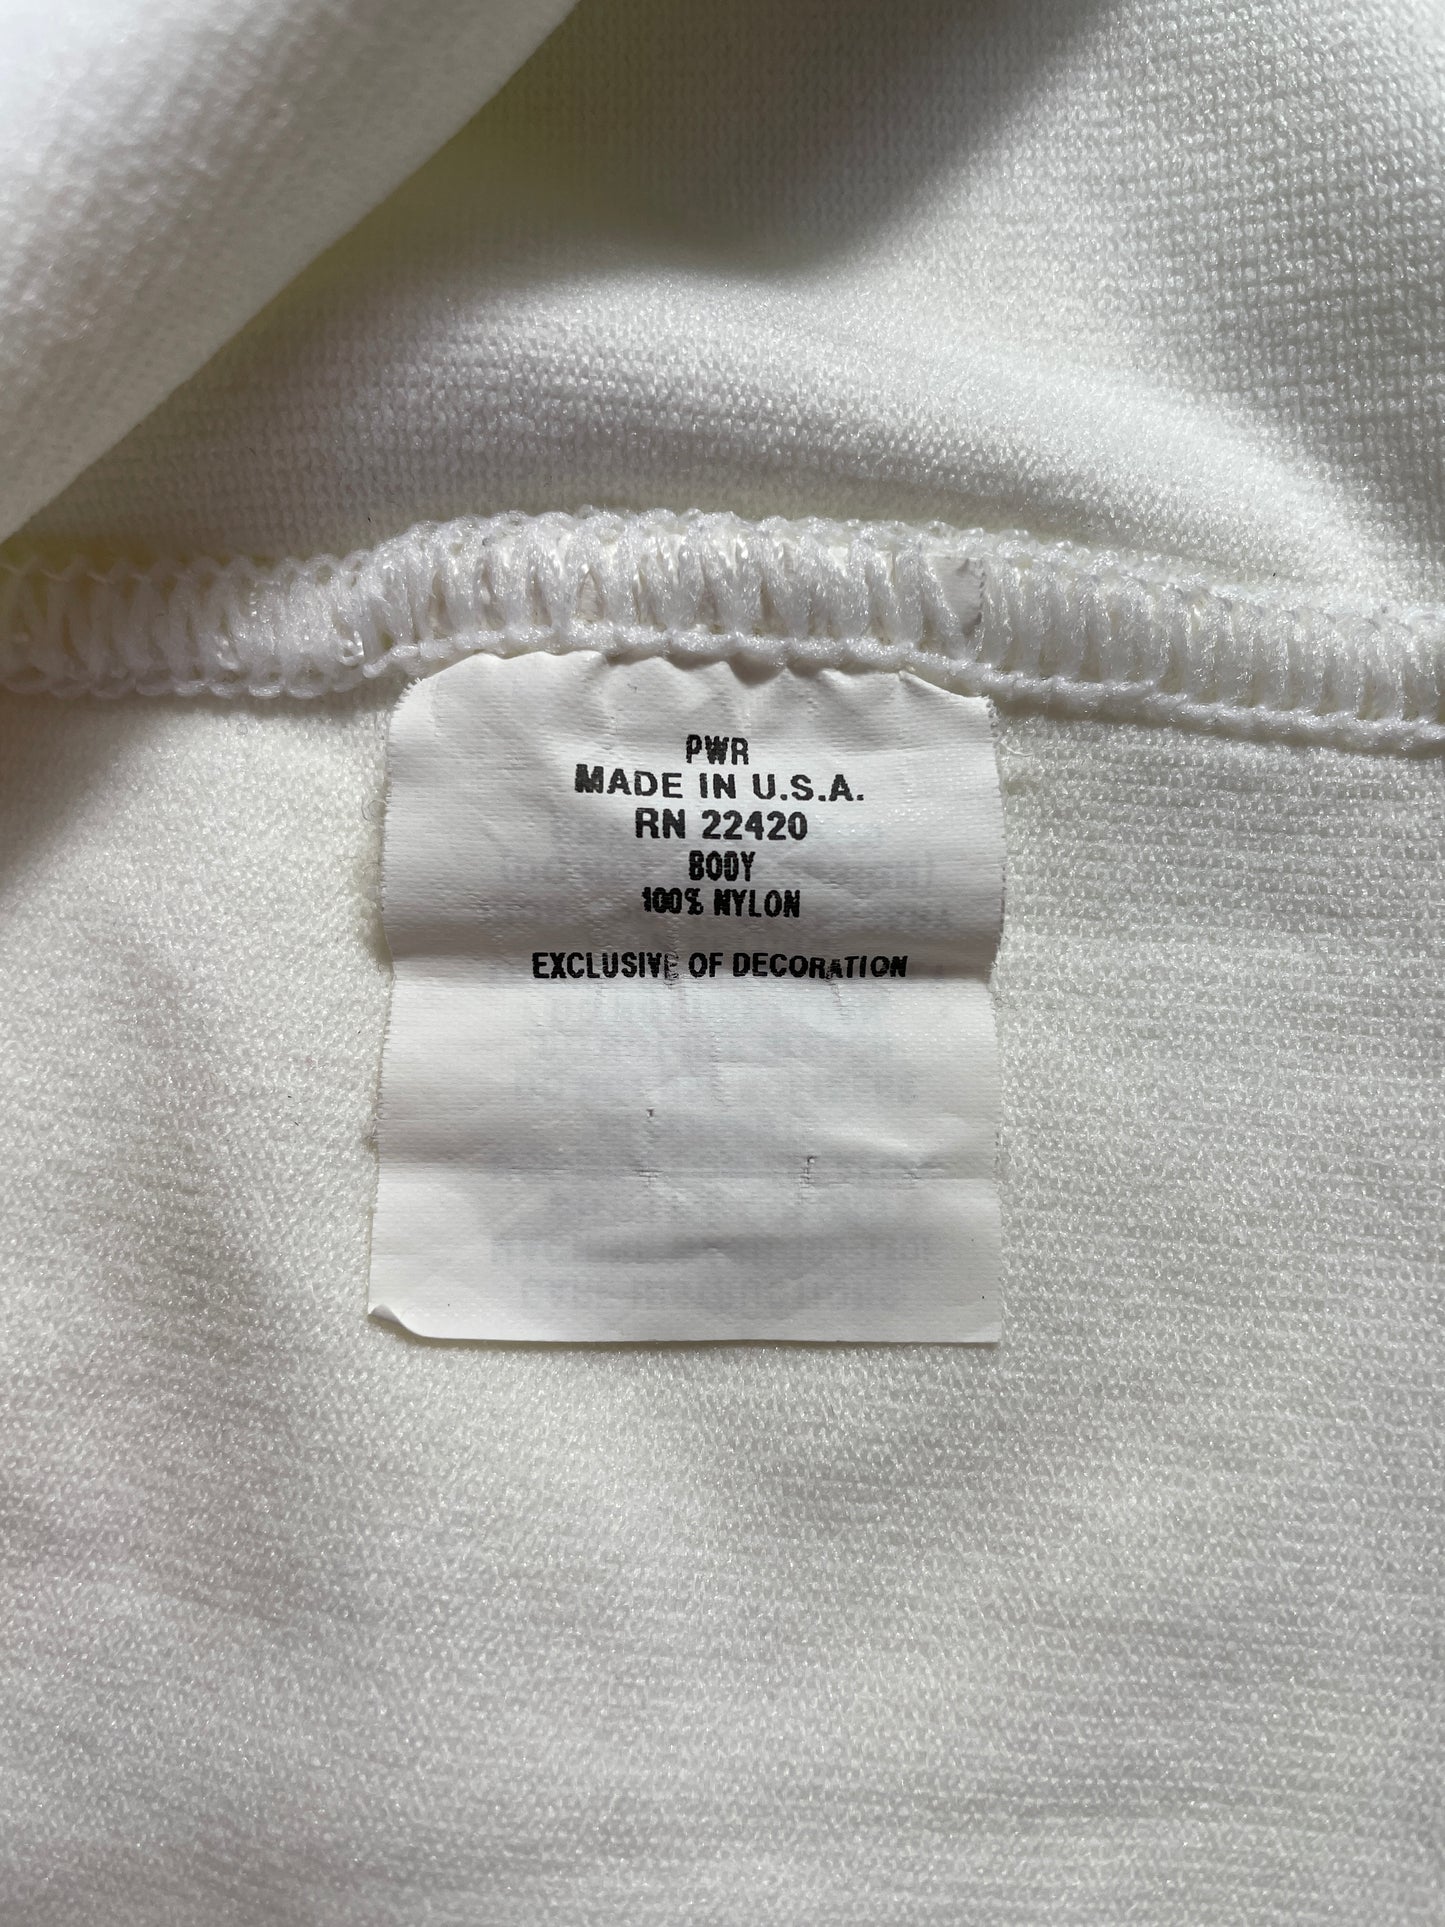 PWR
MADE IN U.S.A.
RN 22420
BODY
100% NYLON
EXCLUSIVE OF DECORATION